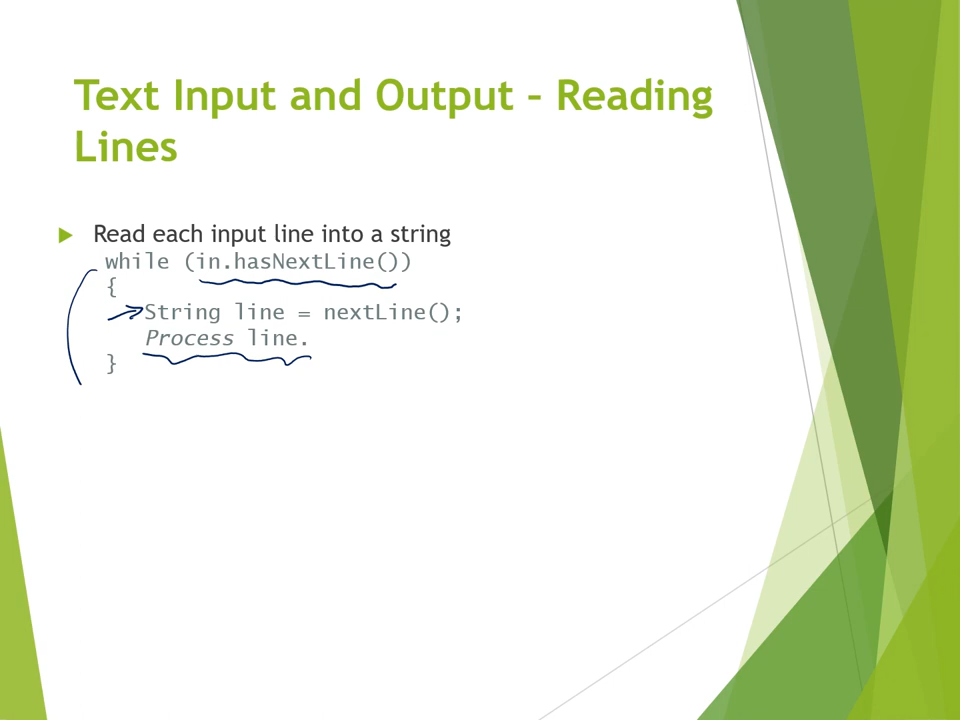 Text Input and Output – Reading
Lines
Read each input line into a string
while (in.hasNextLine())
{
String line = nextLine();
Process line.
}